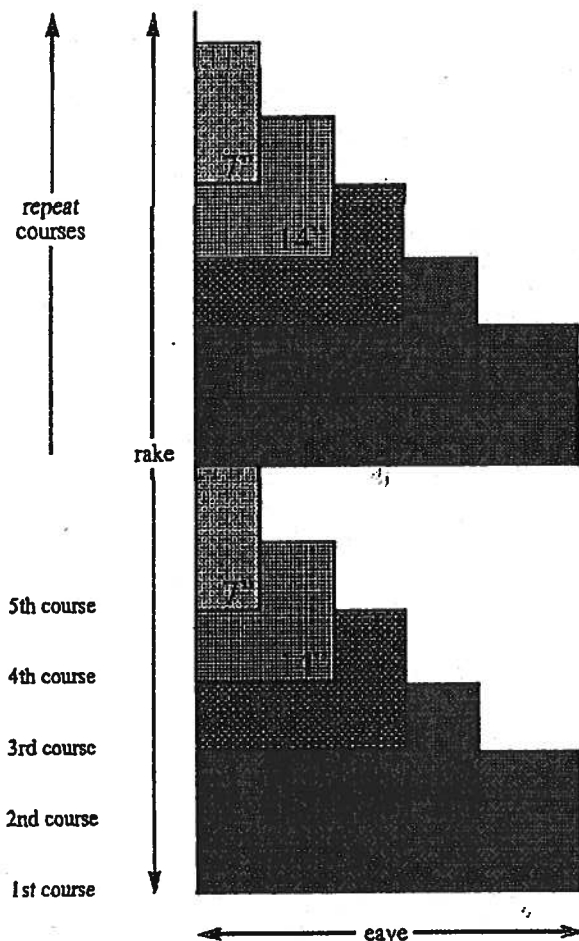 7"
14"
repeat
courses
rake
7"
5th course
4th course
3rd course
2nd course
1st course
eave